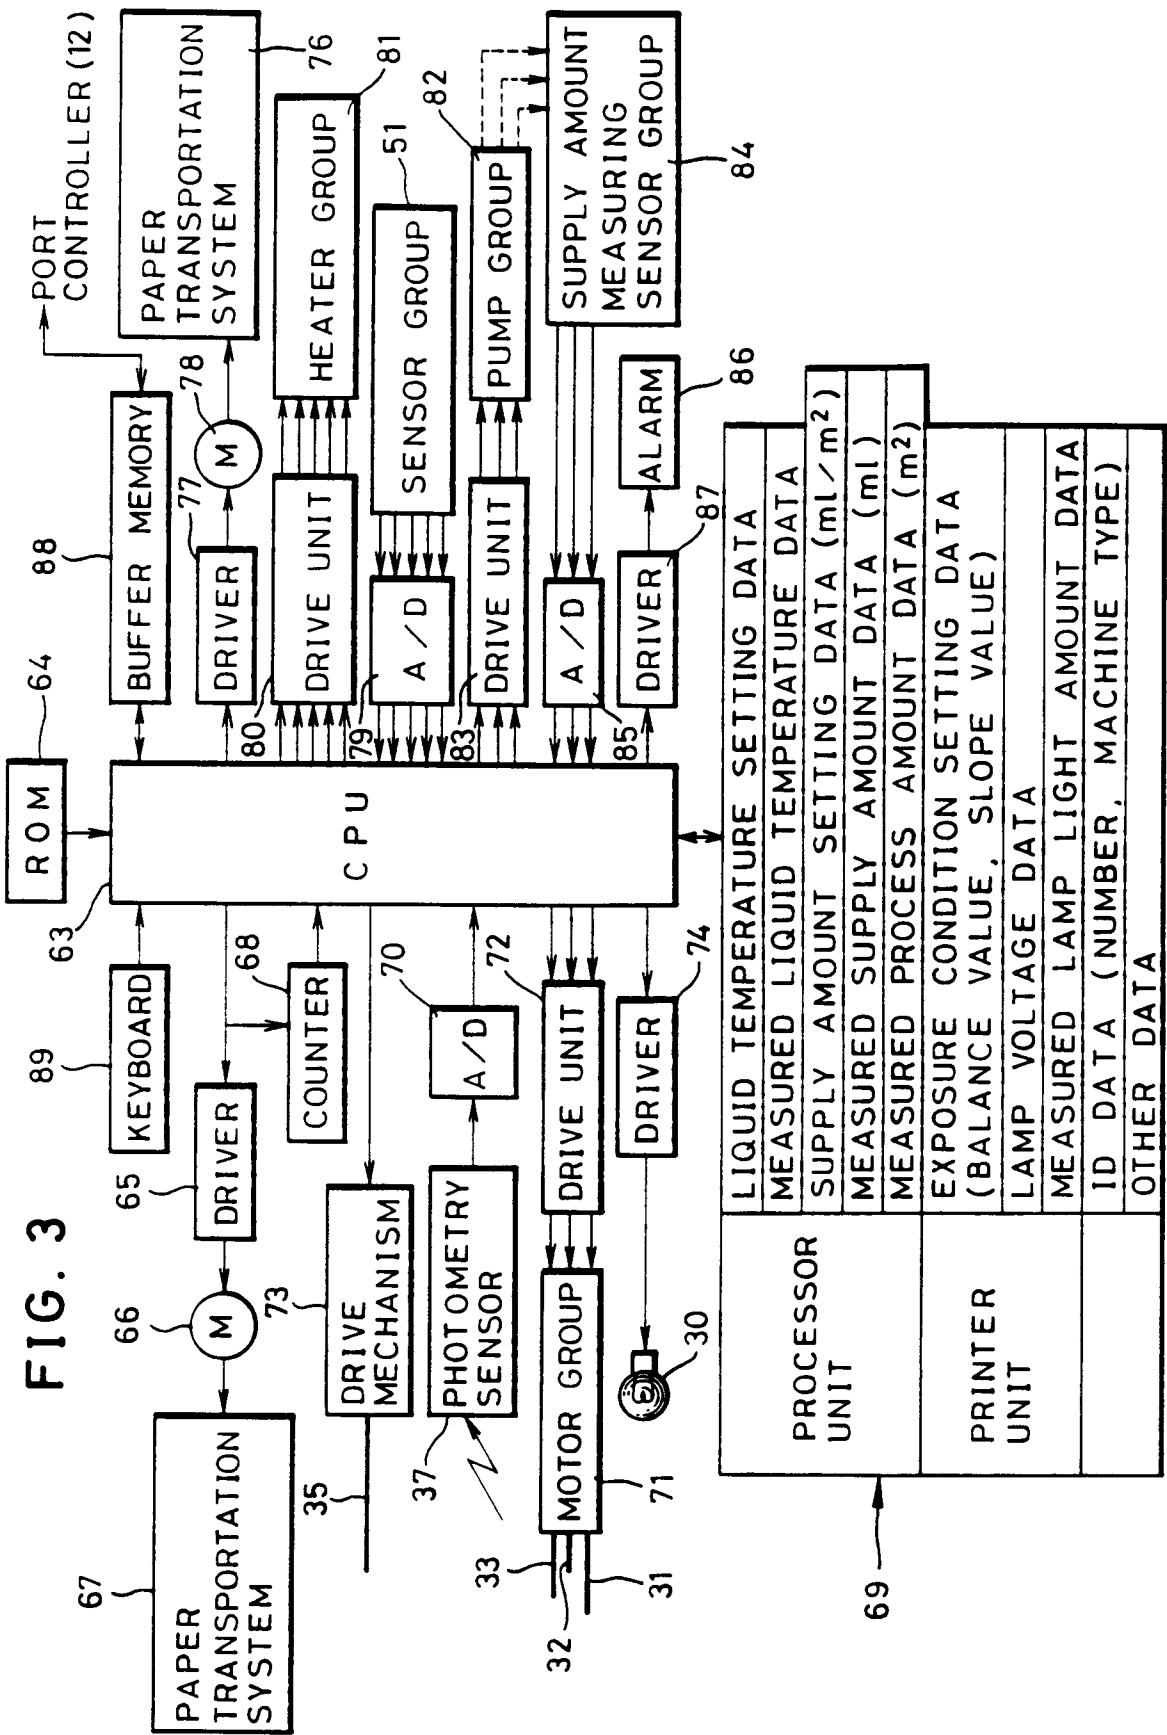 FIG. 3
64
ROM
63
CPU
89
KEYBOARD
65
DRIVER
66
M
67
PAPER
TRANSPORTATION
SYSTEM
68
COUNTER
73
DRIVE
MECHANISM
35
70
A/D
PHOTOMETRY
SENSOR
37
72
DRIVE UNIT
MOTOR GROUP
71
33
32
31
74
DRIVER
30
88
BUFFER MEMORY
PORT
CONTROLLER (12)
77
DRIVER
78
M
PAPER
TRANSPORTATION
SYSTEM
76
80
DRIVE UNIT
HEATER GROUP
81
79
A/D
SENSOR GROUP
51
83
DRIVE UNIT
PUMP GROUP
82
85
A/D
SUPPLY AMOUNT
MEASURING
SENSOR GROUP
84
DRIVER
87
ALARM
86
69
PROCESSOR
UNIT
LIQUID TEMPERATURE SETTING DATA
MEASURED LIQUID TEMPERATURE DATA
SUPPLY AMOUNT SETTING DATA (ml/m²)
MEASURED SUPPLY AMOUNT DATA (ml)
MEASURED PROCESS AMOUNT DATA (m²)
PRINTER
UNIT
EXPOSURE CONDITION SETTING DATA
(BALANCE VALUE, SLOPE VALUE)
LAMP VOLTAGE DATA
MEASURED LAMP LIGHT AMOUNT DATA
ID DATA (NUMBER, MACHINE TYPE)
OTHER DATA